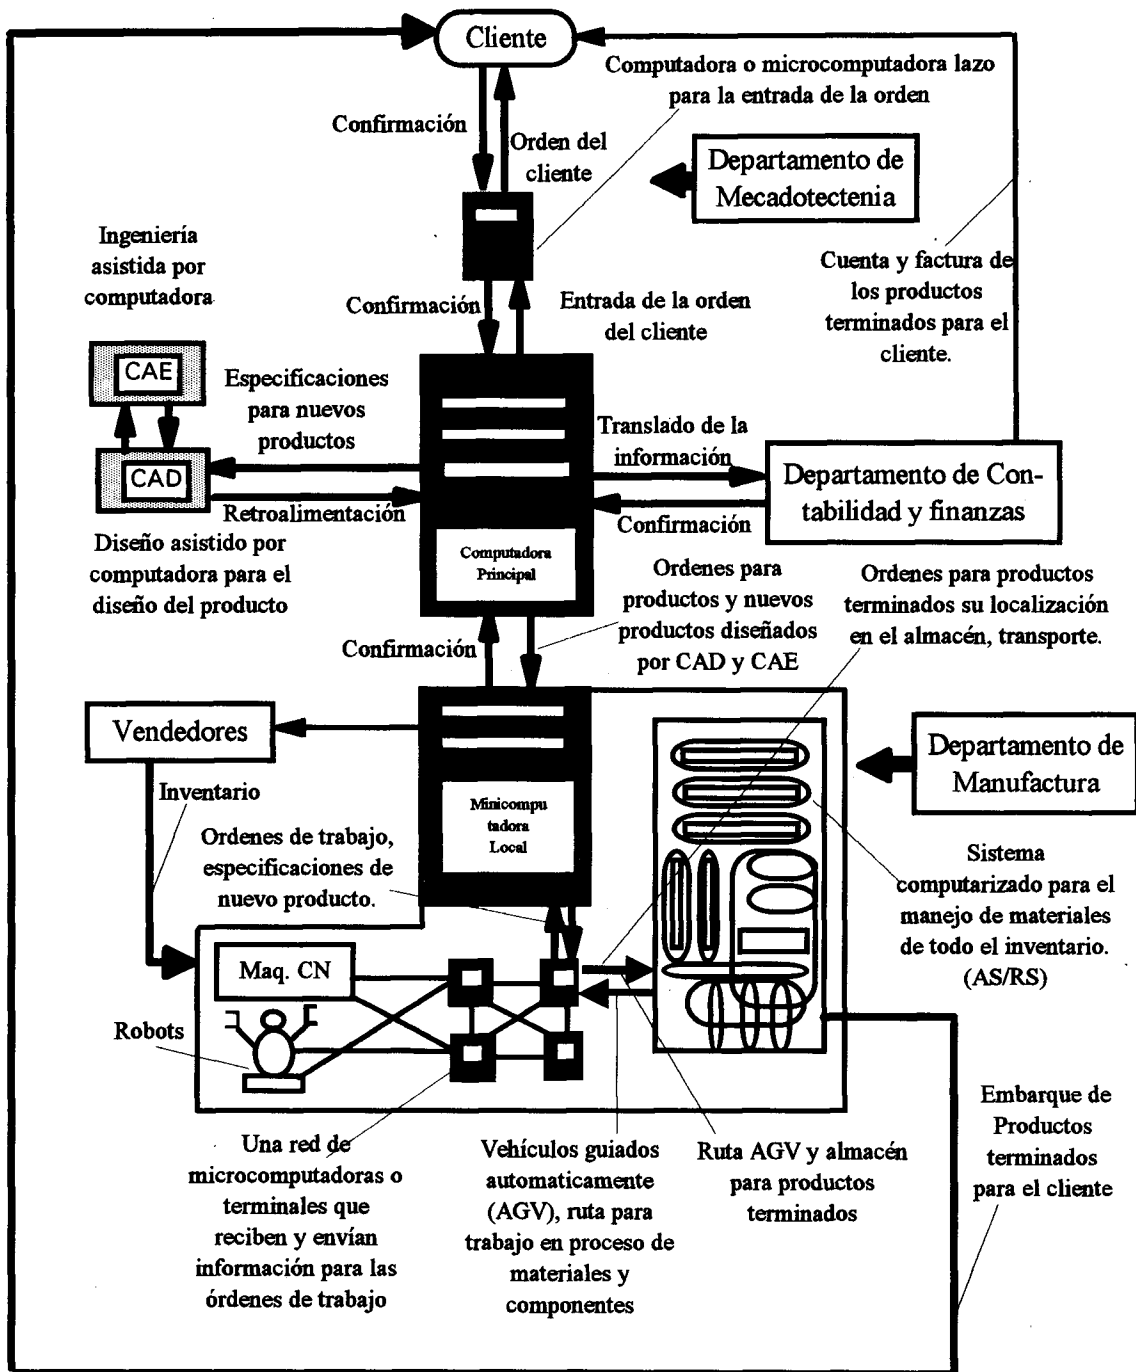 Cliente
Computadora o microcomputadora lazo
para la entrada de la orden
Confirmación
Orden del
cliente
Departamento de
Mecadotectenia
Ingeniería
asistida por
computadora
Cuenta y factura de
los productos
terminados para el
cliente.
Confirmación
Entrada de la orden
del cliente
CAE
Especificaciones
para nuevos
productos
CAD
Retroalimentación
Diseño asistido por
computadora para el
diseño del producto
Translado de la
información
Departamento de Con-
tabilidad y finanzas
Confirmación
Computadora
Principal
Ordenes para
productos y nuevos
productos diseñados
por CAD y CAE
Ordenes para productos
terminados su localización
en el almacén, transporte.
Confirmación
Vendedores
Inventario
Minicompu
tadora
Local
Departamento de
Manufactura
Ordenes de trabajo,
especificaciones de
nuevo producto.
Sistema
computarizado para el
manejo de materiales
de todo el inventario.
(AS/RS)
Maq. CN
Robots
Una red de
microcomputadoras o
terminales que
reciben y envían
información para las
órdenes de trabajo
Vehículos guiados
automaticamente
(AGV), ruta para
trabajo en proceso de
materiales y
componentes
Ruta AGV y almacén
para productos
terminados
Embarque de
Productos
terminados
para el cliente